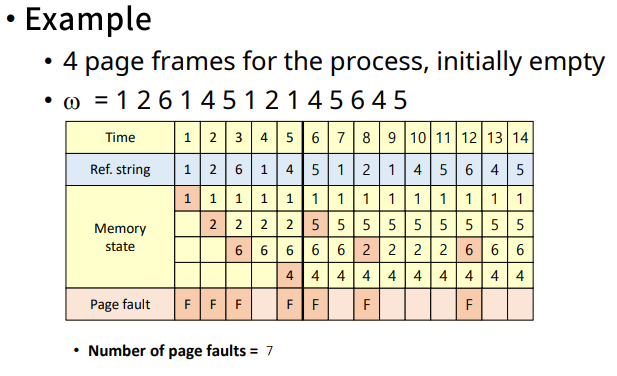 • Example
• 4 page frames for the process, initially empty
• ω = 1 2 6 1 4 5 1 2 1 4 5 6 4 5
Time 1 2 3 4 5 6 7 8 9 10 11 12 13 14
Ref. string 1 2 6 1 4 5 1 2 1 4 5 6 4 5
Memory state
1 1 1 1 1 1 1 1 1 1 1 1 1 1
2 2 2 2 5 5 5 5 5 5 5 5 5
6 6 6 6 6 2 2 2 2 6 6 6
4 4 4 4 4 4 4 4 4 4
Page fault F F F F F F F
• Number of page faults = 7